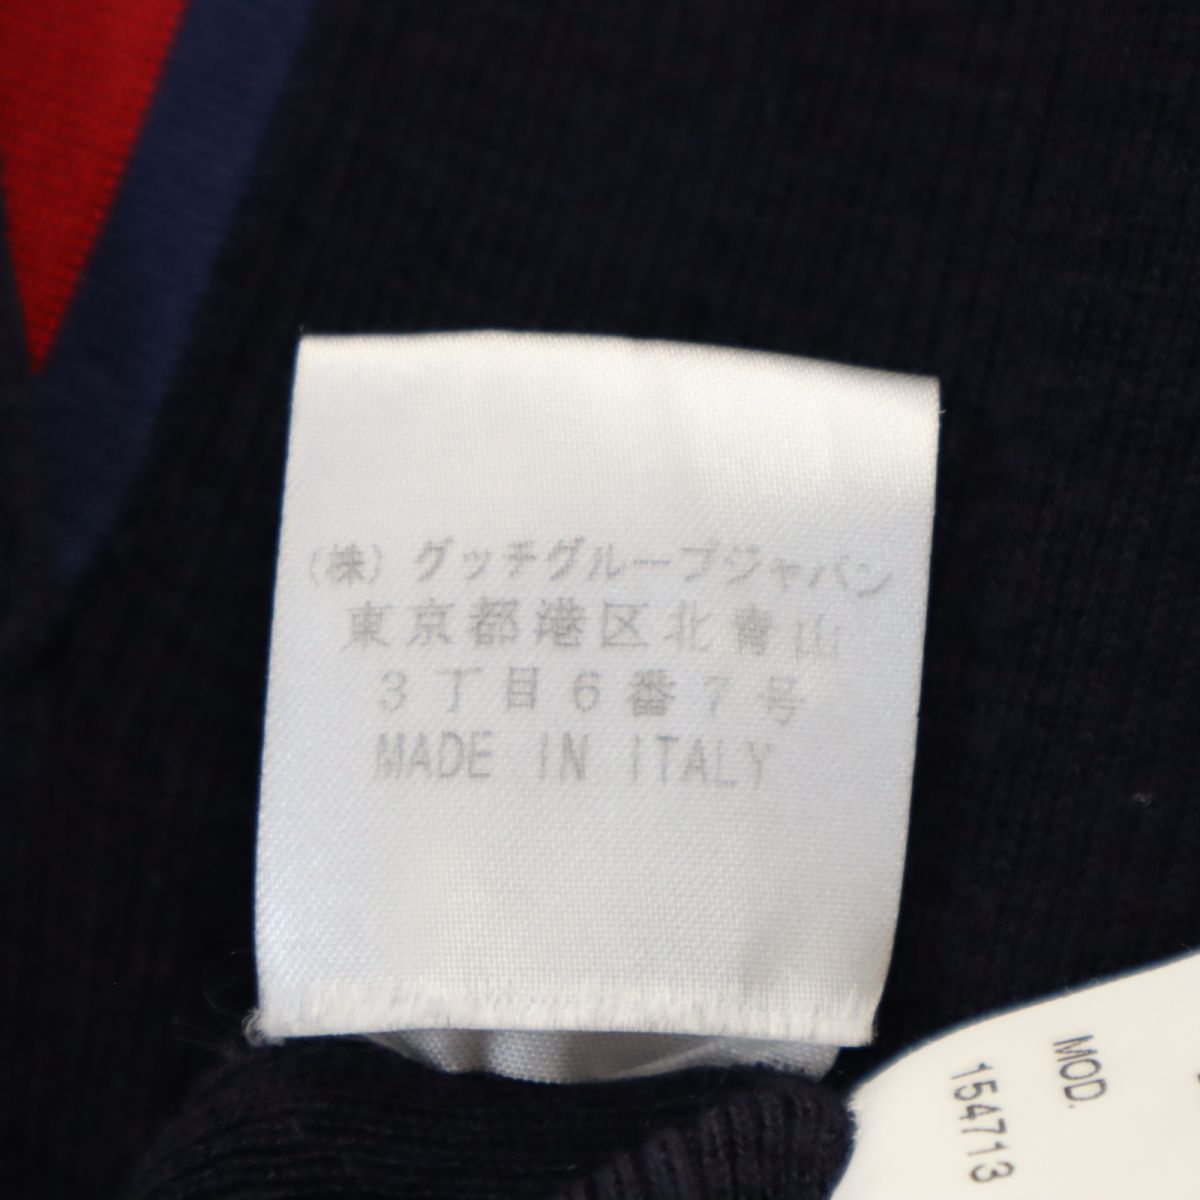 (株)グッチグループジャパン
東京都港区北青山
3丁目6番7号
MADE IN ITALY
MOD.
154713